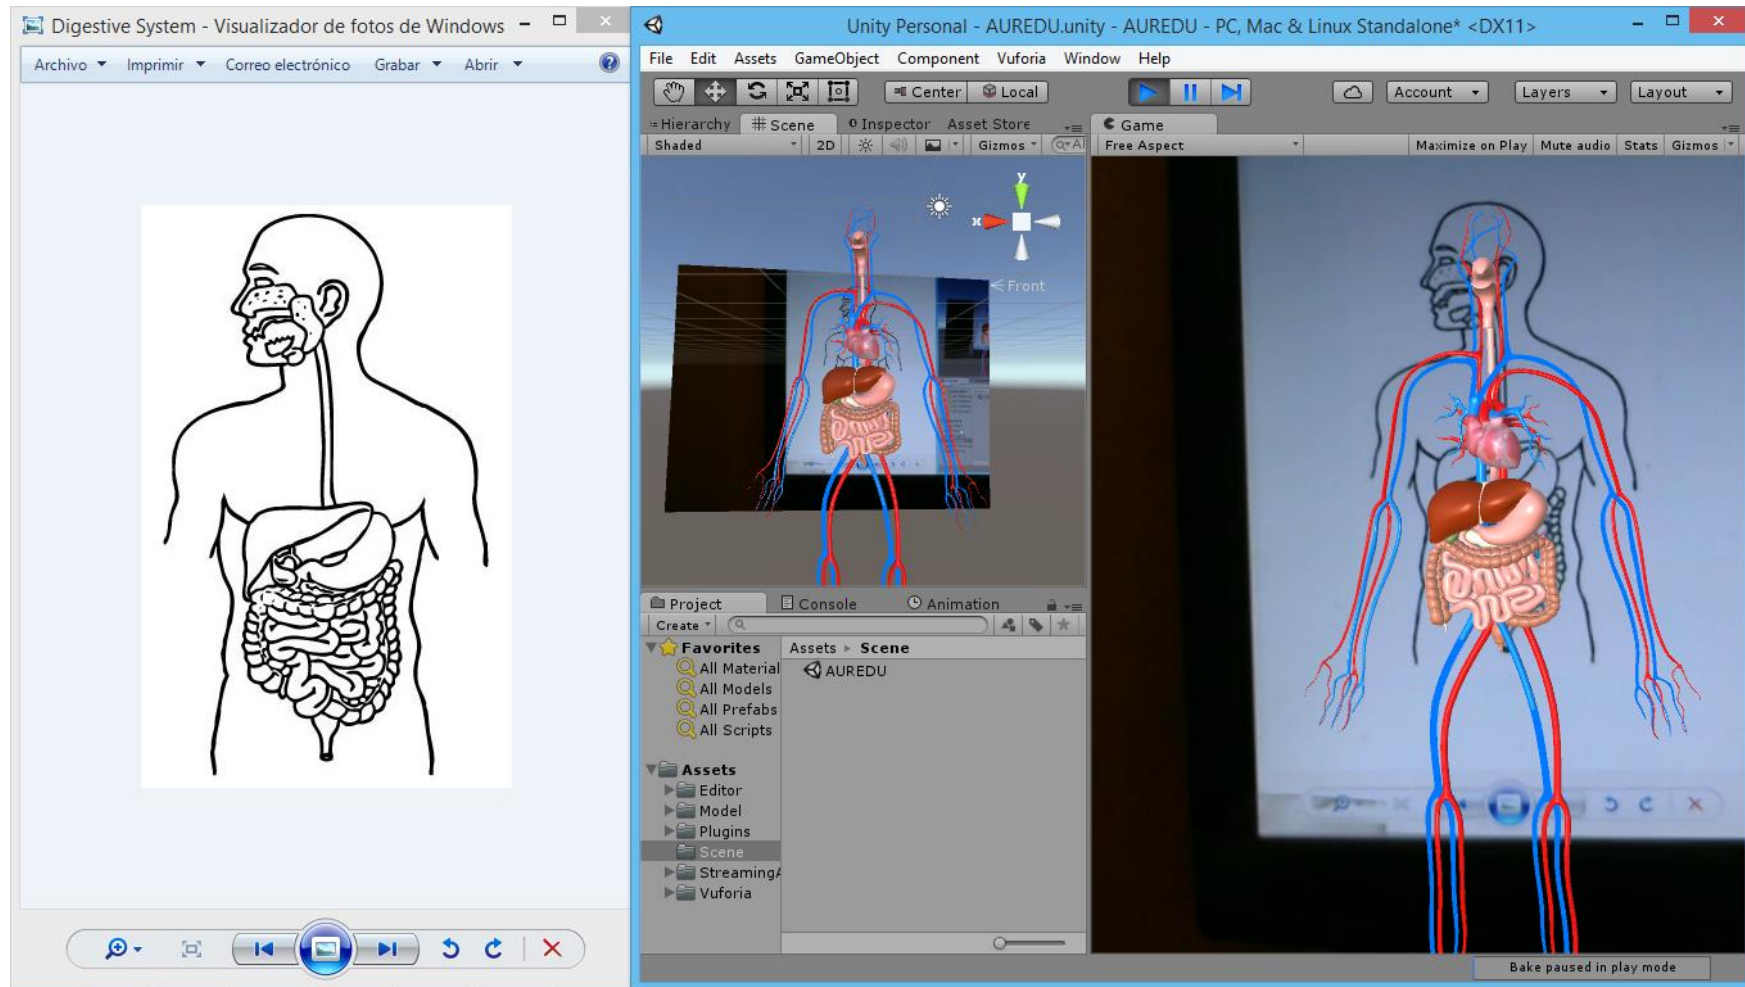 Digestive System - Visualizador de fotos de Windows
Archivo Imprimir Correo electrónico Grabar Abrir
Unity Personal - AUREDU.unity - AUREDU - PC, Mac & Linux Standalone* <DX11>
File Edit Assets GameObject Component Vuforia Window Help
Center Local
Account Layers Layout
Hierarchy Scene Inspector Asset Store
Shaded 2D Gizmos Al
y
x
Front
Game
Free Aspect Maximize on Play Mute audio Stats Gizmos
Project Console Animation
Create
Favorites
All Material
All Models
All Prefabs
All Scripts
Assets
Editor
Model
Plugins
Scene
StreamingA
Vuforia
Assets Scene
AUREDU
Bake paused in play mode